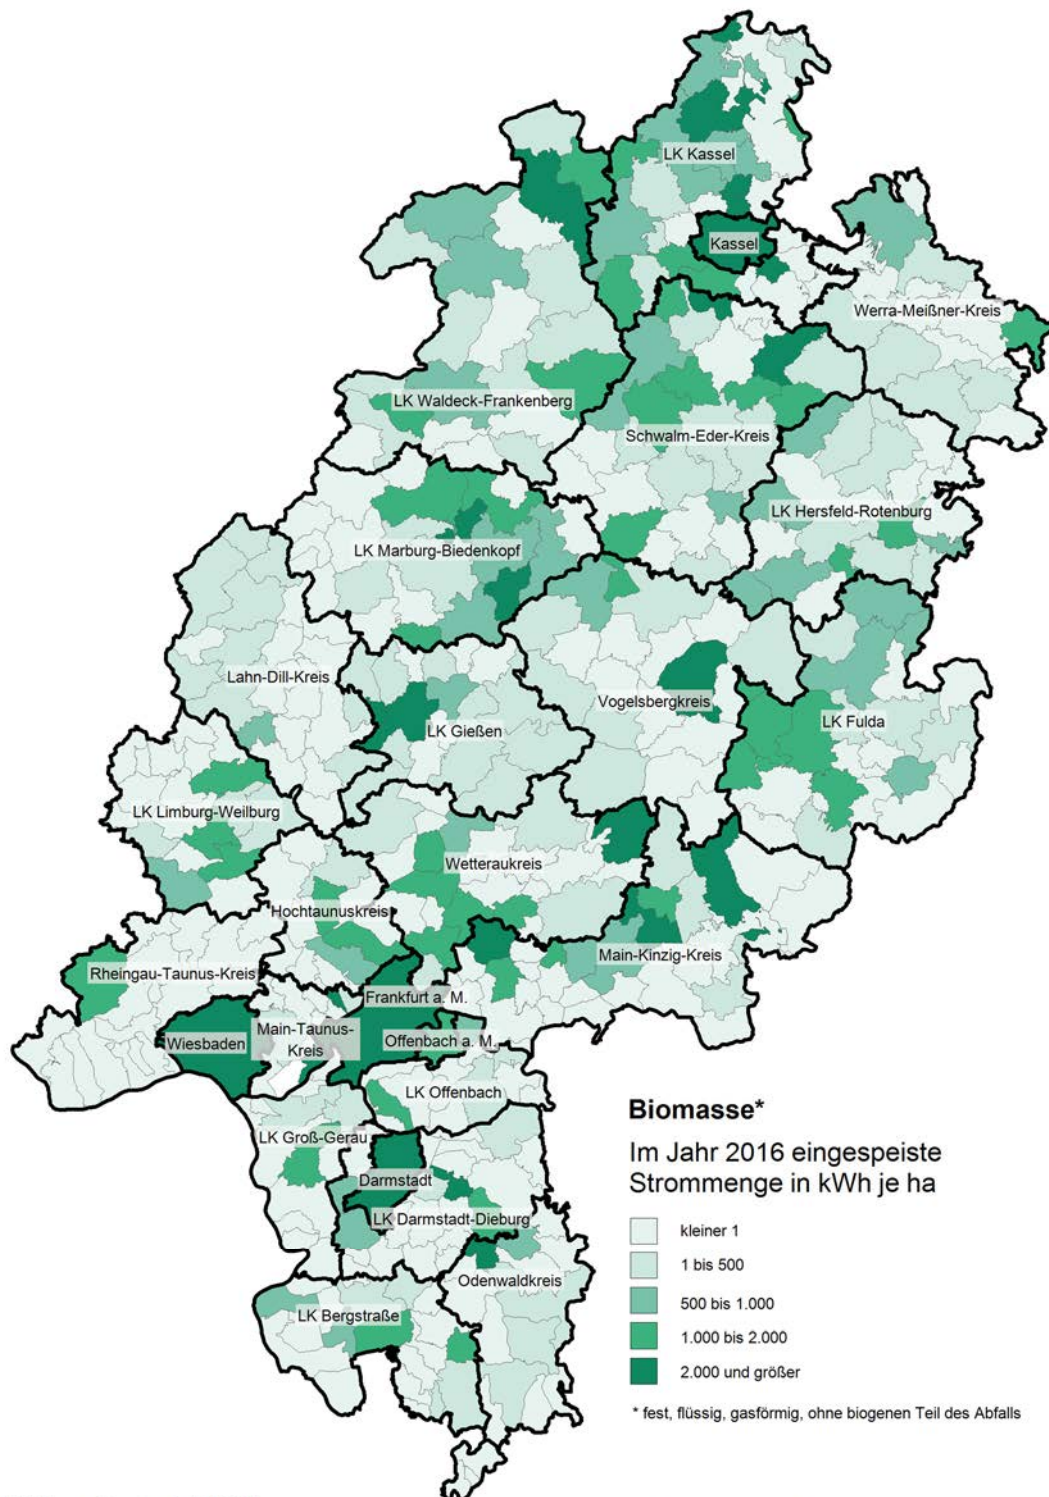 LK Kassel
Kassel
Werra-Meißner-Kreis
LK Waldeck-Frankenberg
Schwalm-Eder-Kreis
LK Hersfeld-Rotenburg
LK Marburg-Biedenkopf
Lahn-Dill-Kreis
Vogelsbergkreis
LK Fulda
LK Gießen
LK Limburg-Weilburg
Wetteraukreis
Hochtaunuskreis
Main-Kinzig-Kreis
Rheingau-Taunus-Kreis
Frankfurt a. M.
Wiesbaden
Main-Taunus-
Kreis
Offenbach a. M.
LK Offenbach
LK Groß-Gerau
Darmstadt
LK Darmstadt-Dieburg
Odenwaldkreis
LK Bergstraße
Biomasse*
Im Jahr 2016 eingespeiste
Strommenge in kWh je ha
kleiner 1
1 bis 500
500 bis 1.000
1.000 bis 2.000
2.000 und größer
* fest, flüssig, gasförmig, ohne biogenen Teil des Abfalls